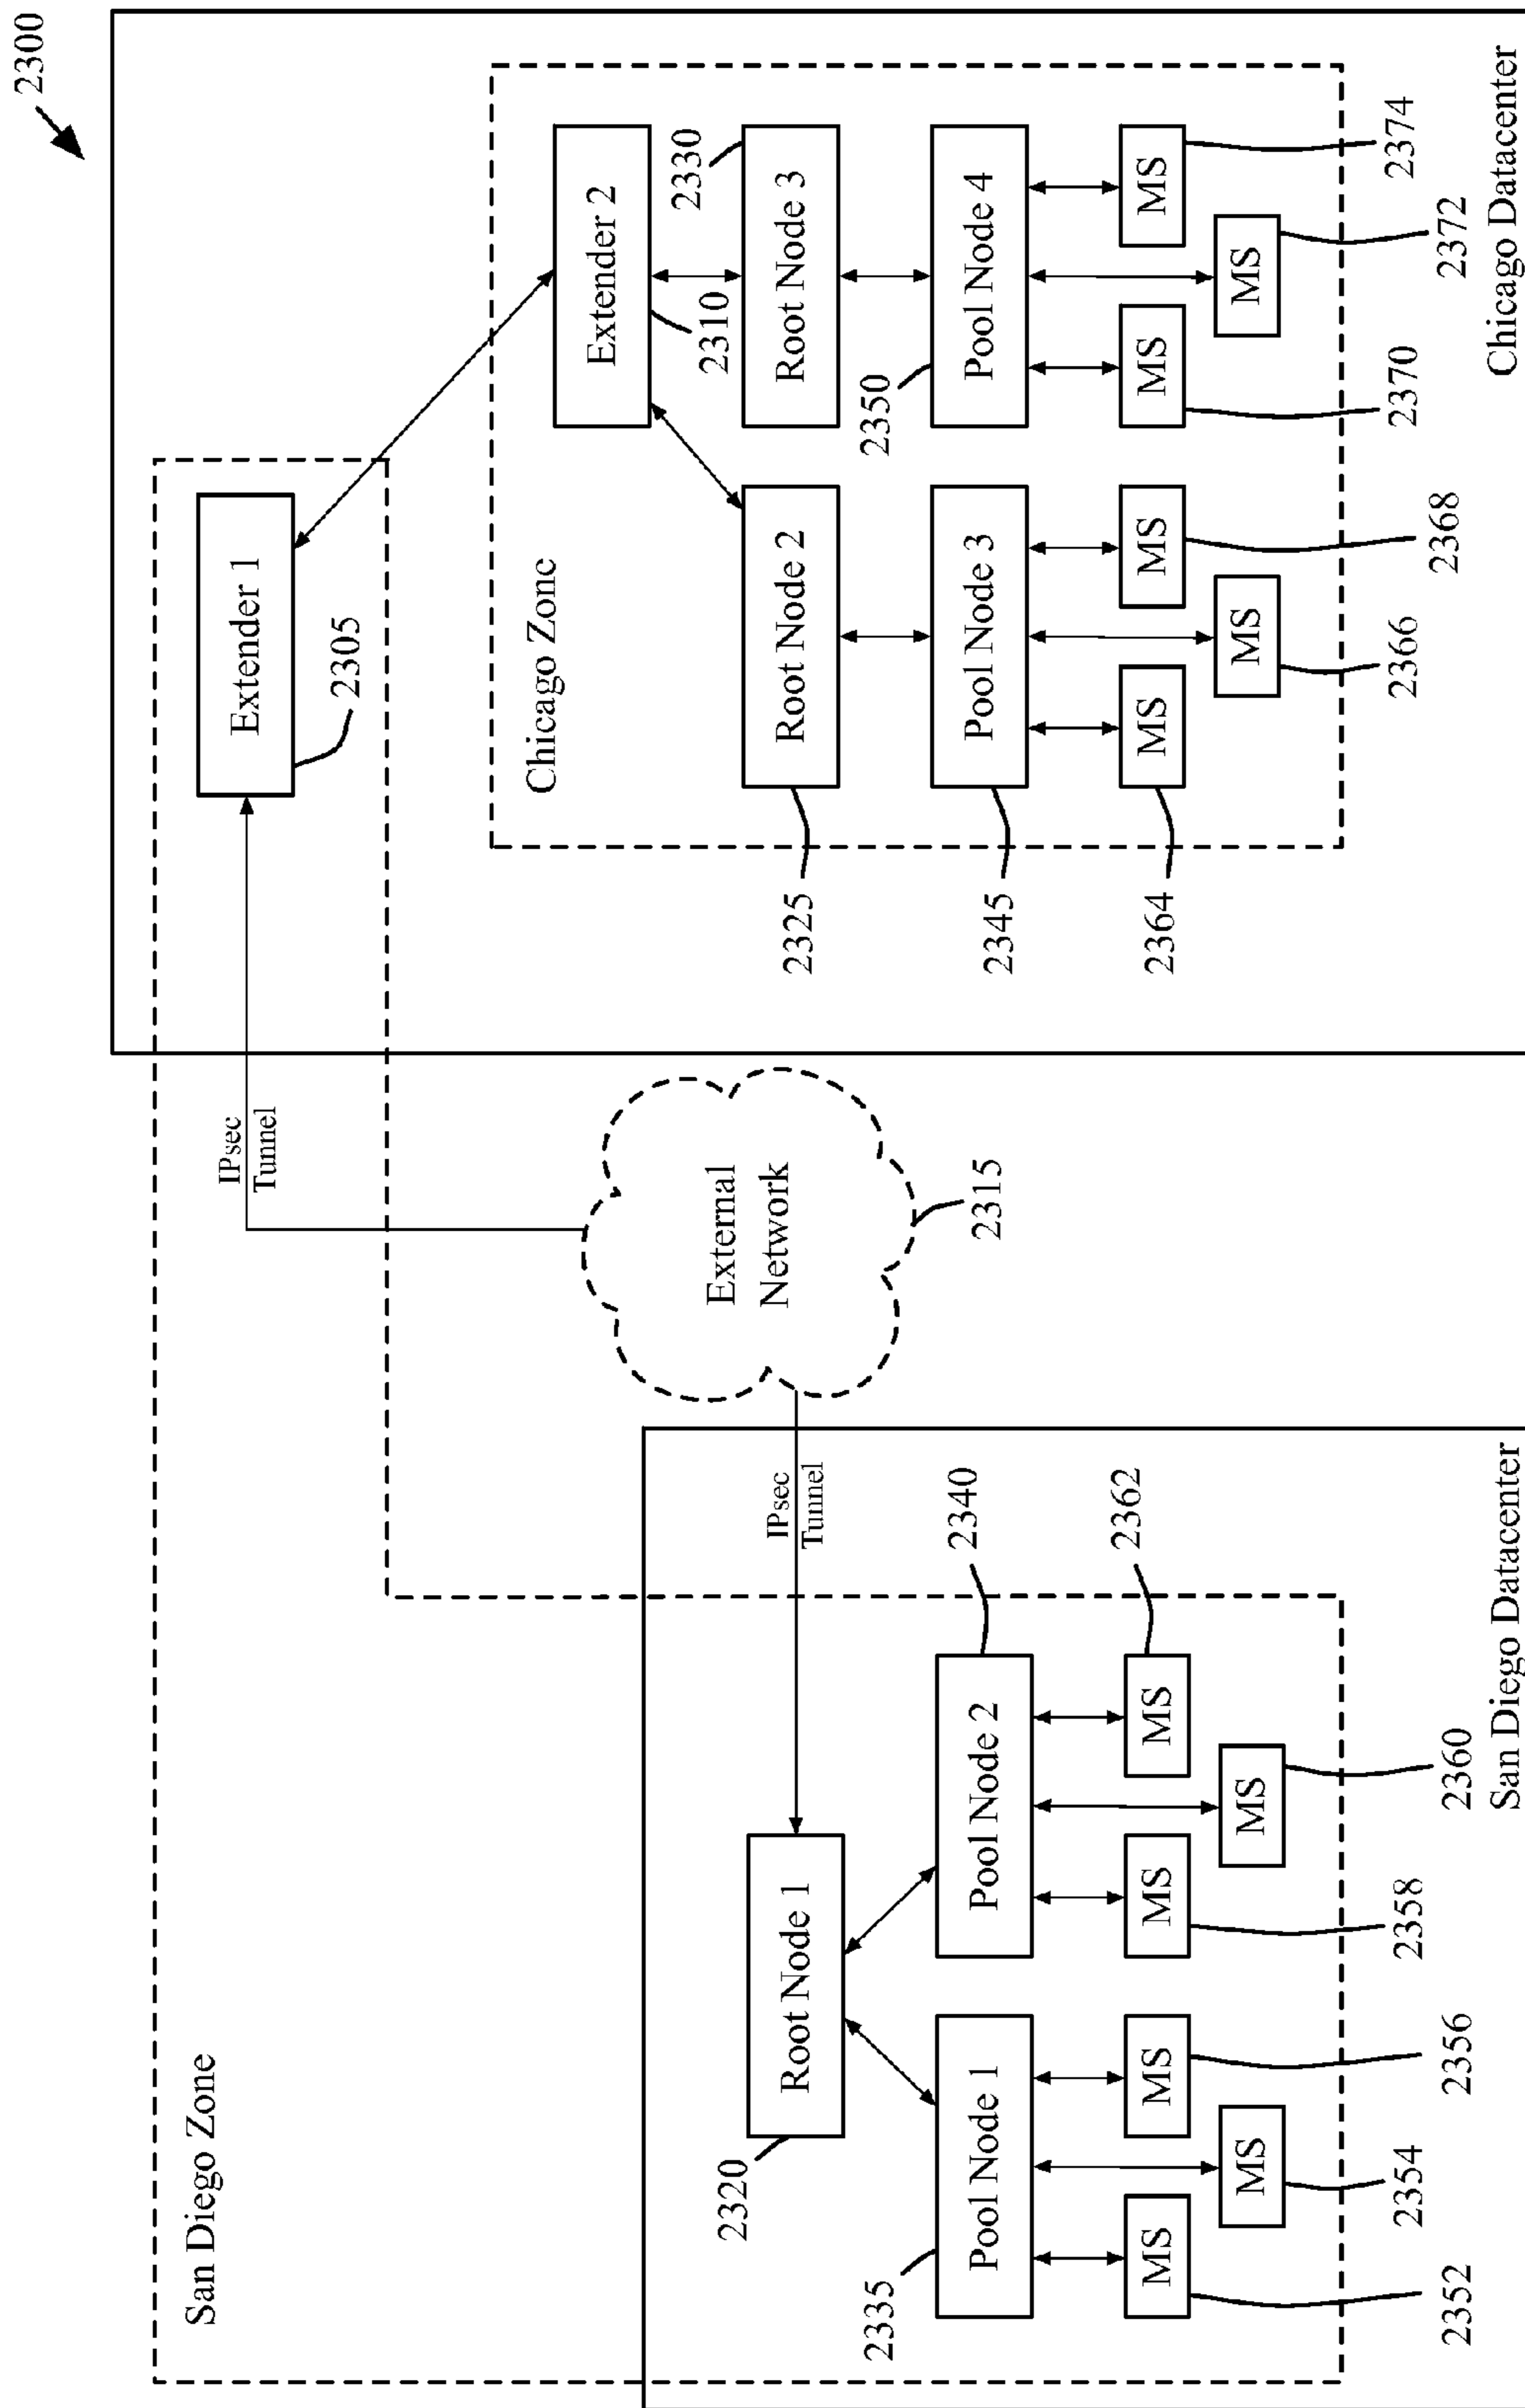 2300
San Diego Zone
Extender 1
2305
IPsec
Tunnel
Chicago Zone
Extender 2
2310
2330
External
Network
2315
IPsec
Tunnel
Root Node 1
2320
Root Node 2
2325
Root Node 3
2335
Pool Node 1
Pool Node 2
2340
Pool Node 3
2345
Pool Node 4
2350
MS
MS
MS
MS
MS
MS
2362
MS
MS
MS
2364
MS
MS
MS
2352
2354
2356
2358
2360
2366
2368
2370
2372
2374
San Diego Datacenter
Chicago Datacenter